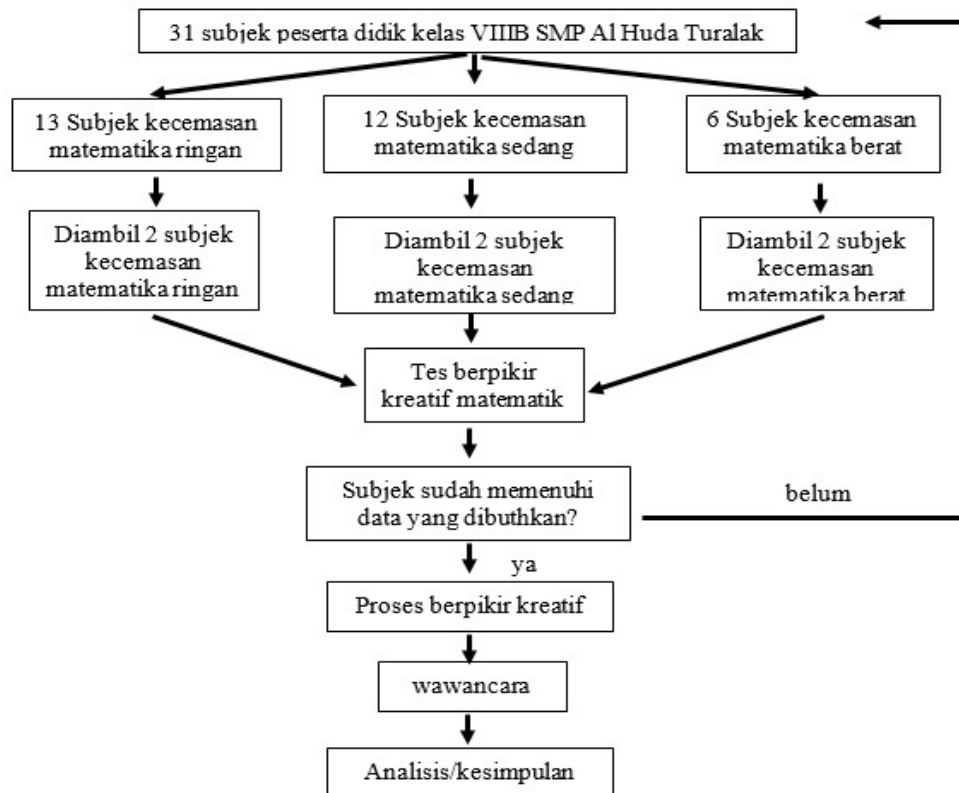 31 subjek peserta didik kelas VIIIB SMP Al Huda Turalak
13 Subjek kecemasan
matematika ringan
12 Subjek kecemasan
matematika sedang
6 Subjek kecemasan
matematika berat
Diambil 2 subjek
kecemasan
matematika ringan
Diambil 2 subjek
kecemasan
matematika sedang
Diambil 2 subjek
kecemasan
matematika berat
Tes berpikir
kreatif matematik
Subjek sudah memenuhi
data yang dibuthkan?
belum
ya
Proses berpikir kreatif
wawancara
Analisis/kesimpulan